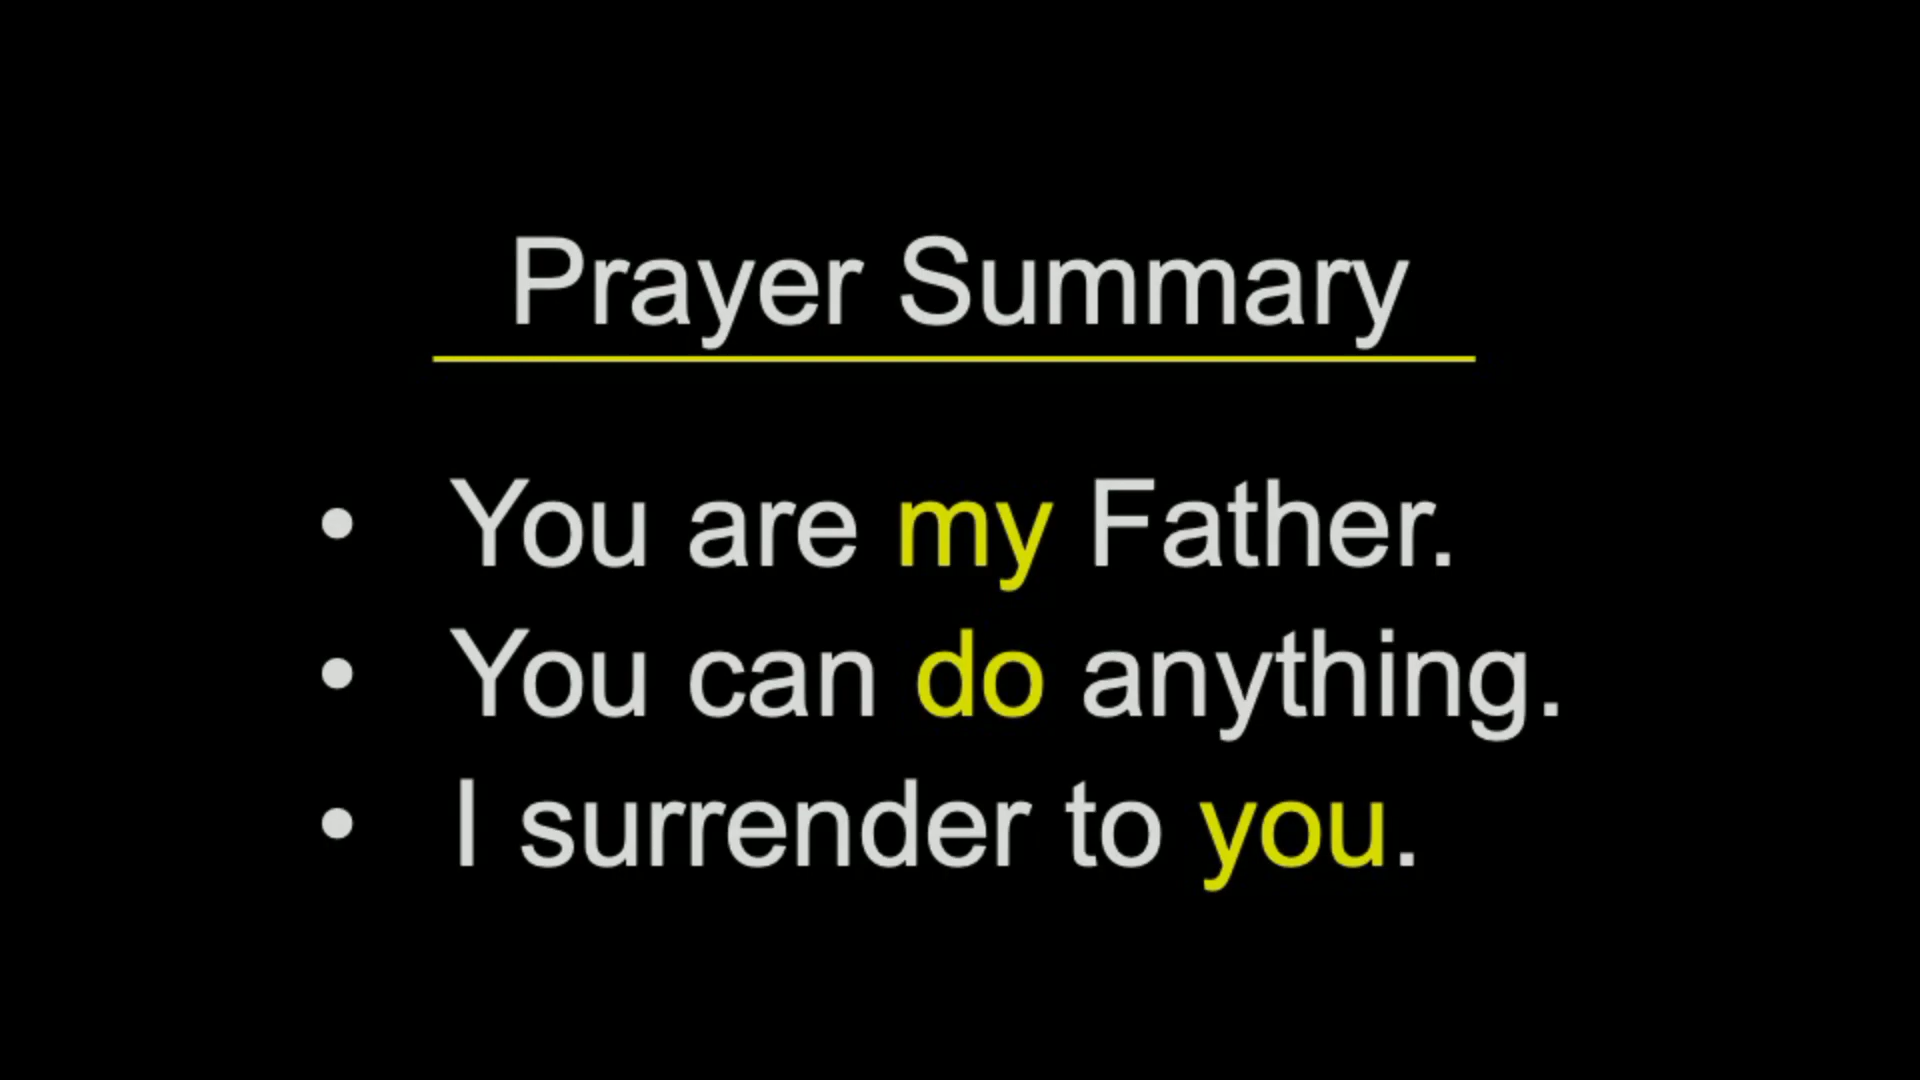 Prayer Summary
• You are my Father.
• You can do anything.
• I surrender to you.